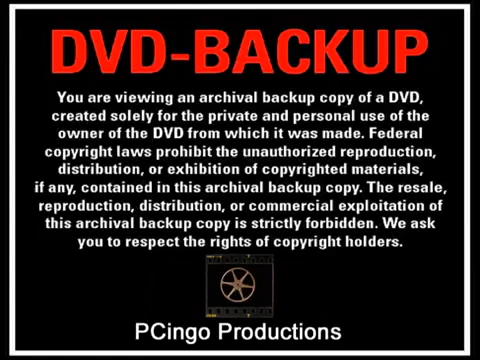 DVD-BACKUP
You are viewing an archival backup copy of a DVD,
created solely for the private and personal use of the
owner of the DVD from which it was made. Federal
copyright laws prohibit the unauthorized reproduction,
distribution, or exhibition of copyrighted materials,
if any, contained in this archival backup copy. The resale,
reproduction, distribution, or commercial exploitation of
this archival backup copy is strictly forbidden. We ask
you to respect the rights of copyright holders.
PCingo Productions